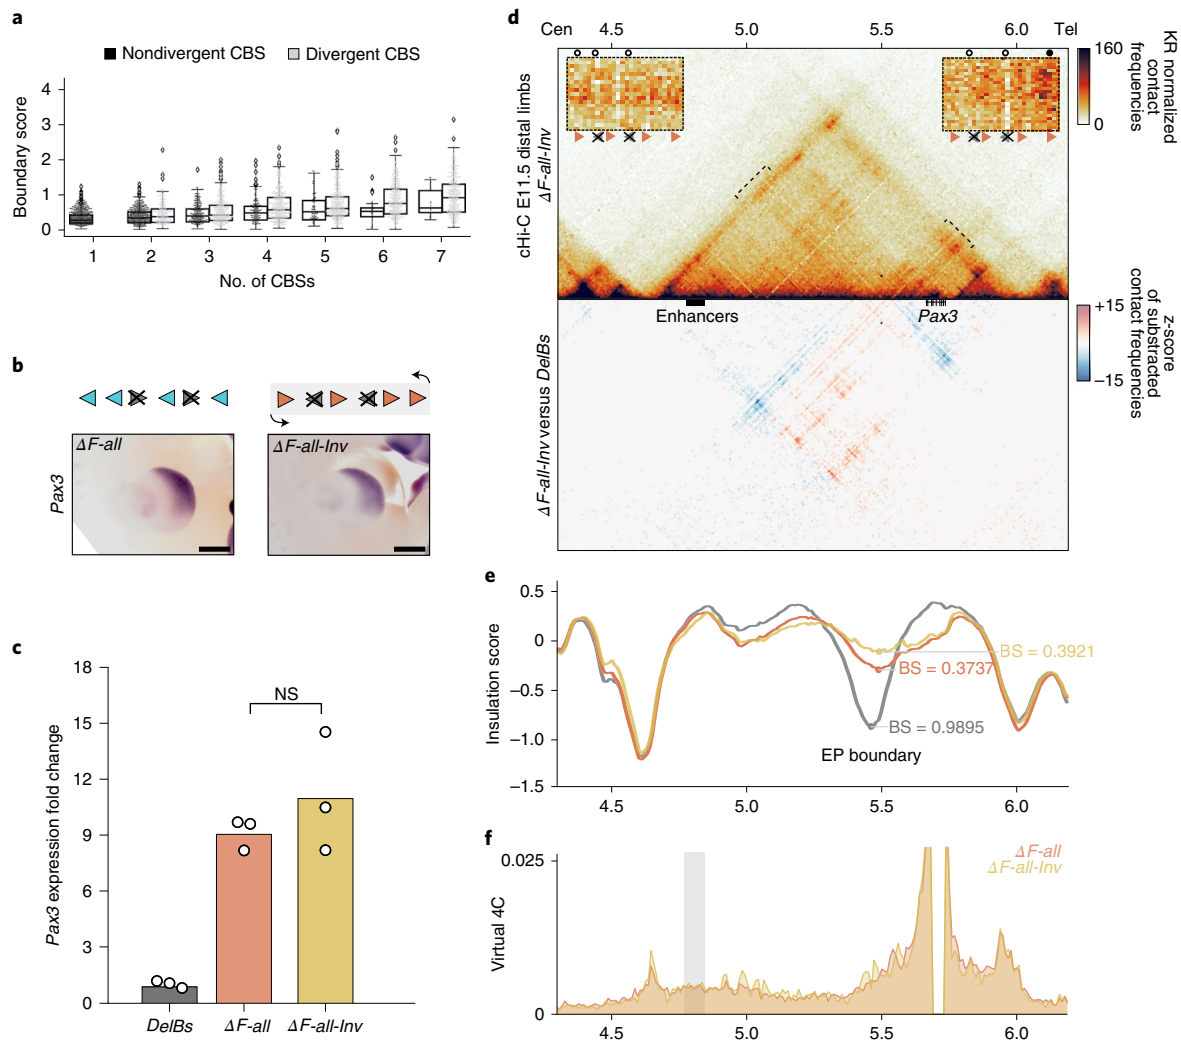 a
Nondivergent CBS
Divergent CBS
Boundary score
4
3
2
1
0
1 2 3 4 5 6 7
No. of CBSs
b
ΔF-all
ΔF-all-Inv
Pax3
c
Pax3 expression fold change
18
15
12
9
6
3
0
NS
DelBs
ΔF-all
ΔF-all-Inv
d
Cen 4.5 5.0 5.5 6.0 Tel
cHi-C E11.5 distal limbs
ΔF-all-Inv
160
0
KR normalized
contact
frequencies
Enhancers
Pax3
ΔF-all-Inv versus DelBs
+15
−15
z-score
of substracted
contact frequencies
e
Insulation score
0.5
0
−0.5
−1.0
−1.5
BS = 0.3921
BS = 0.3737
BS = 0.9895
EP boundary
4.5 5.0 5.5 6.0
f
Virtual 4C
0.025
0
ΔF-all
ΔF-all-Inv
4.5 5.0 5.5 6.0